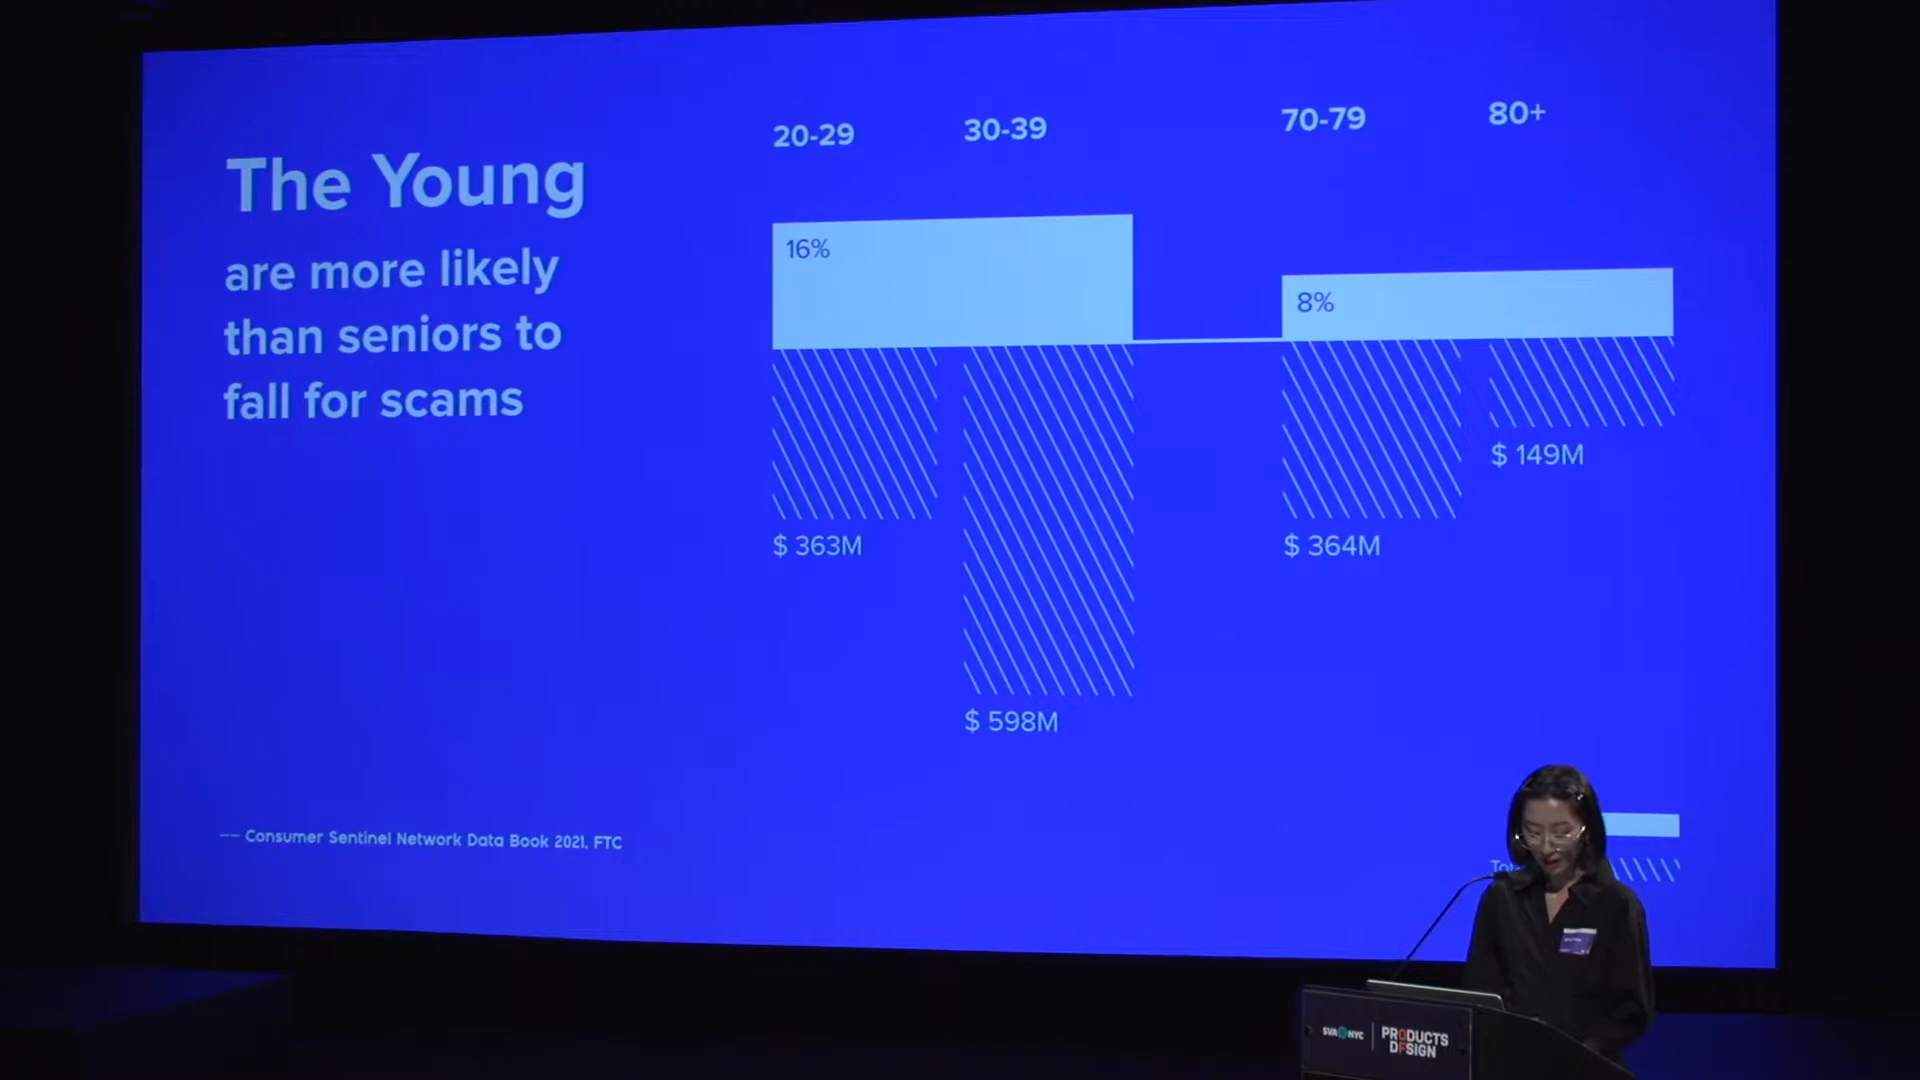 The Young
are more likely
than seniors to
fall for scams
20-29
30-39
70-79
80+
16%
8%
$ 363M
$ 598M
$ 364M
$ 149M
—— Consumer Sentinel Network Data Book 2021. FTC
SVA NYC
PRODUCTS
OF DESIGN